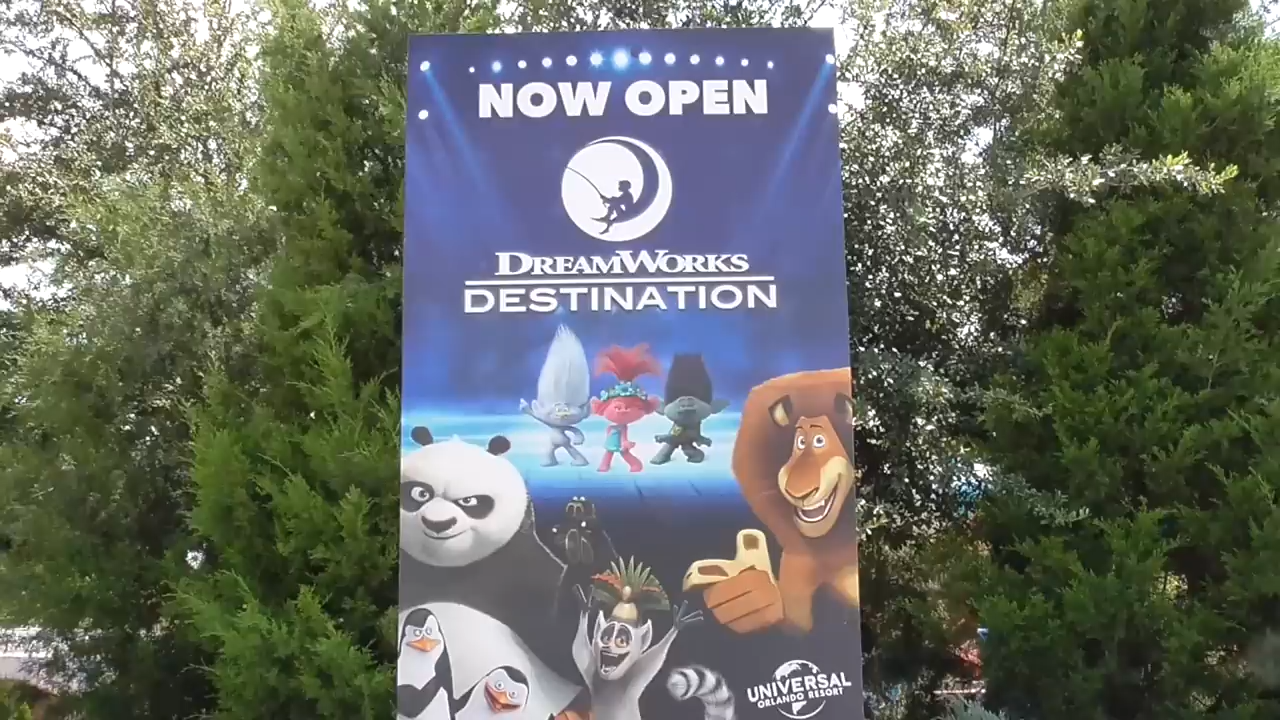 NOW OPEN
DREAMWORKS
DESTINATION
UNIVERSAL
ORLANDO RESORT